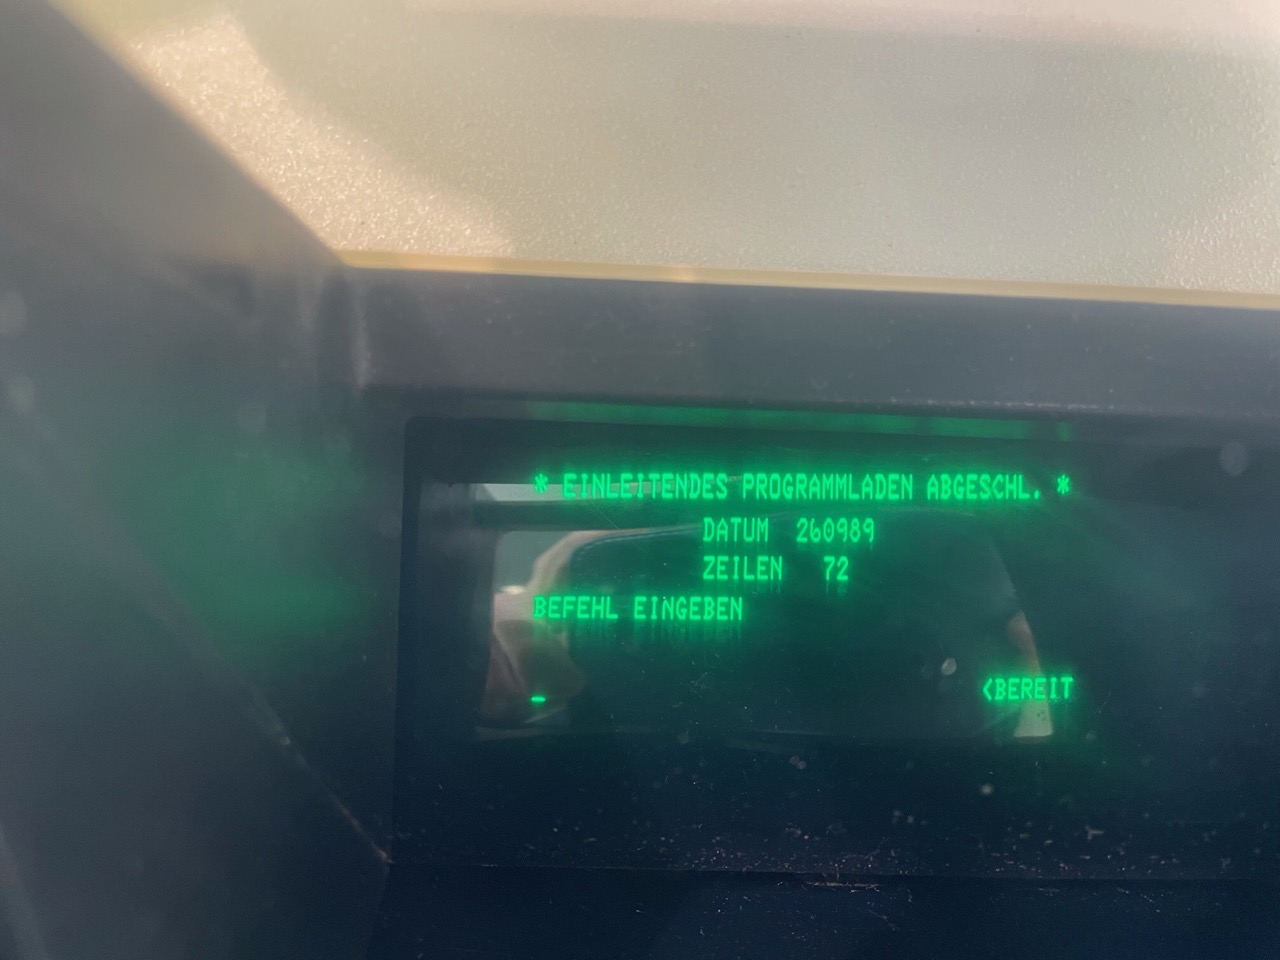 * EINLEITENDES PROGRAMMLADEN ABGESCHL. *
DATUM 260989
ZEILEN 72
BEFEHL EINGEBEN
<BEREIT